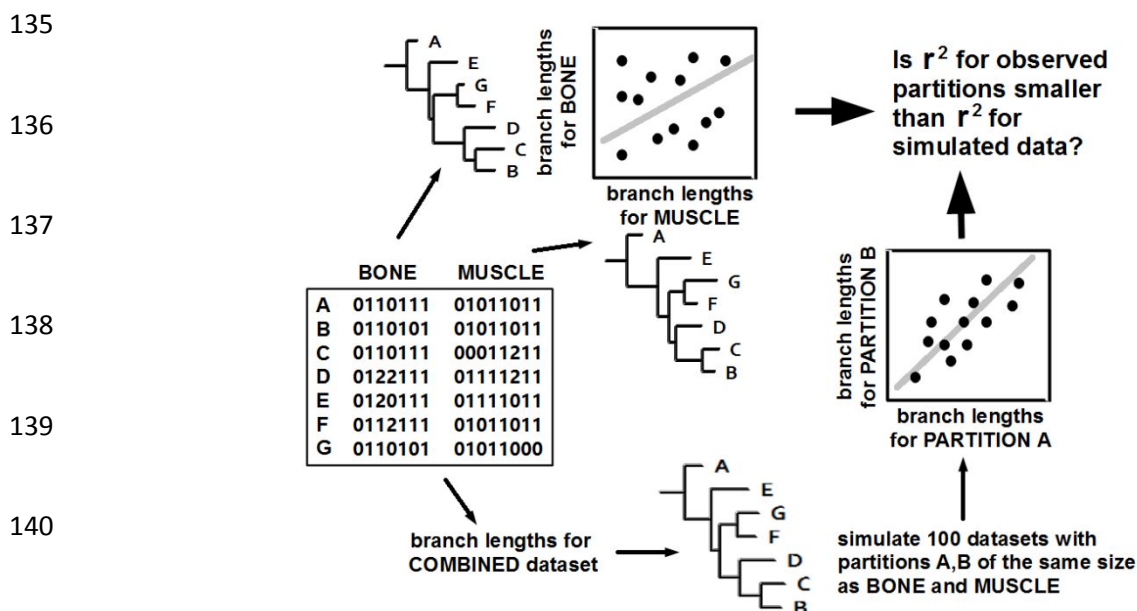 135
136
137
138
139
140
A
E
G
F
D
C
B
branch lengths
for BONE
branch lengths
for MUSCLE
Is r² for observed
partitions smaller
than r² for
simulated data?
A
E
G
F
D
C
B
BONE MUSCLE
A 0110111 01011011
B 0110101 01011011
C 0110111 00011211
D 0122111 01111211
E 0120111 01111011
F 0112111 01011011
G 0110101 01011000
branch lengths
for PARTITION B
branch lengths
for PARTITION A
branch lengths for
COMBINED dataset
A
E
G
F
D
C
B
simulate 100 datasets with
partitions A,B of the same size
as BONE and MUSCLE